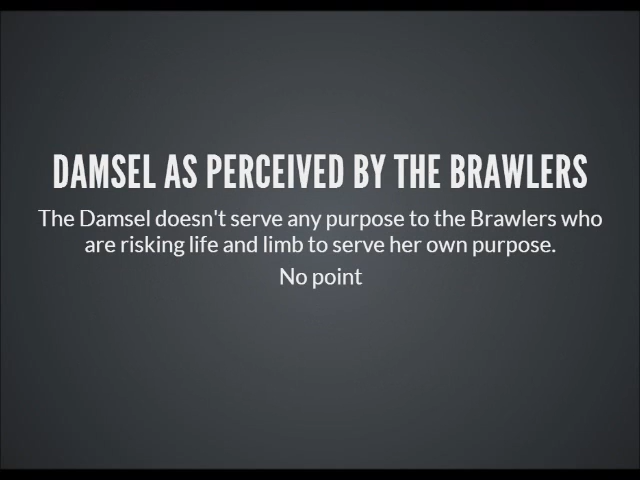 DAMSEL AS PERCEIVED BY THE BRAWLERS
The Damsel doesn't serve any purpose to the Brawlers who
are risking life and limb to serve her own purpose.
No point